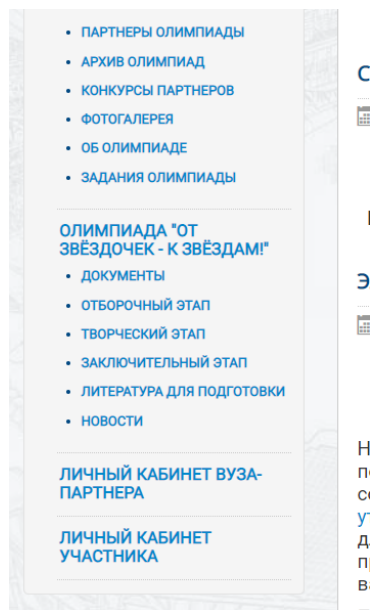 ПАРТНЕРЫ ОЛИМПИАДЫ
АРХИВ ОЛИМПИАД
КОНКУРСЫ ПАРТНЕРОВ
ФОТОГАЛЕРЕЯ
ОБ ОЛИМПИАДЕ
ЗАДАНИЯ ОЛИМПИАДЫ
ОЛИМПИАДА "ОТ
ЗВЁЗДОЧЕК - К ЗВЁЗДАМ!"
ДОКУМЕНТЫ
ОТБОРОЧНЫЙ ЭТАП
ТВОРЧЕСКИЙ ЭТАП
ЗАКЛЮЧИТЕЛЬНЫЙ ЭТАП
ЛИТЕРАТУРА ДЛЯ ПОДГОТОВКИ
НОВОСТИ
ЛИЧНЫЙ КАБИНЕТ ВУЗА-
ПАРТНЕРА
ЛИЧНЫЙ КАБИНЕТ
УЧАСТНИКА